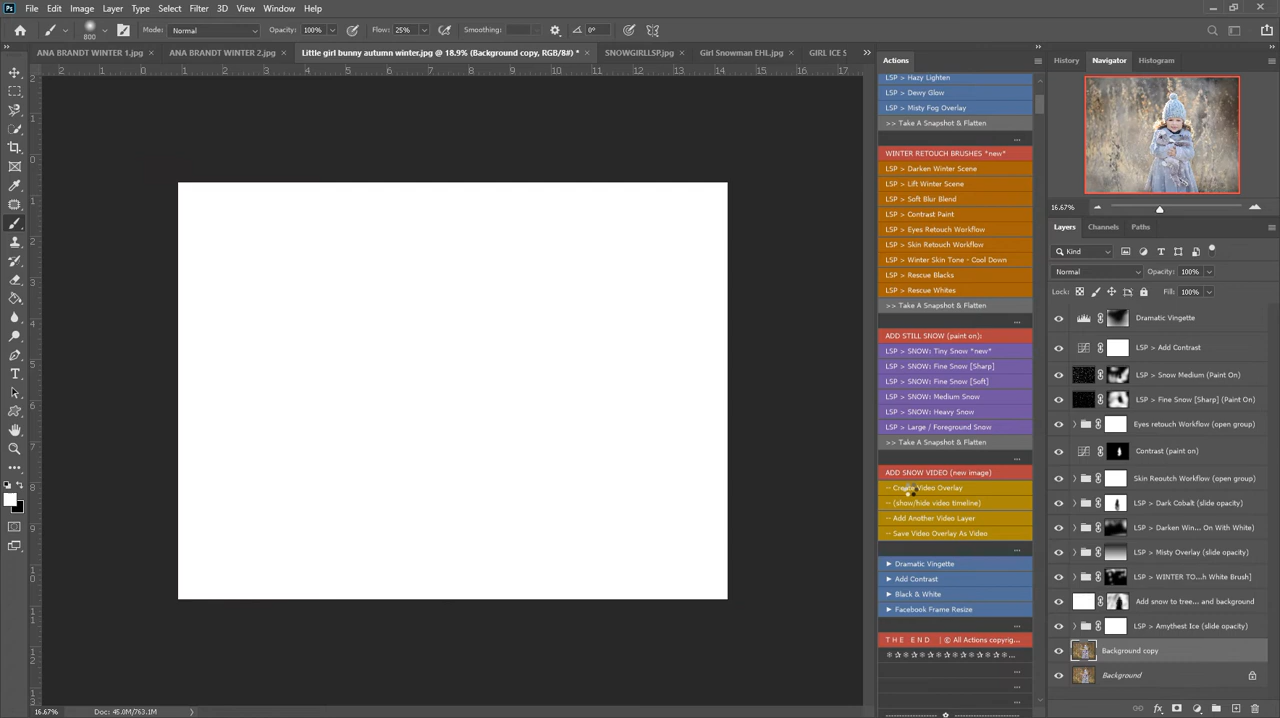 Ps File Edit Image Layer Type Select Filter 3D View Window Help
800 Mode: Normal Opacity: 100% Flow: 25% Smoothing: 0°
ANA BRANDT WINTER 1.jpg × ANA BRANDT WINTER 2.jpg × Little girl bunny autumn winter.jpg @ 18.9% (Background copy, RGB/8#) * × SNOWGIRLLSP.jpg × Girl Snowman EHL.jpg × GIRL ICE 5 »
Actions
LSP > Hazy Lighten
LSP > Dewy Glow
LSP > Misty Fog Overlay
>> Take A Snapshot & Flatten
...
WINTER RETOUCH BRUSHES *new*
LSP > Darken Winter Scene
LSP > Lift Winter Scene
LSP > Soft Blur Blend
LSP > Contrast Paint
LSP > Eyes Retouch Workflow
LSP > Skin Retouch Workflow
LSP > Winter Skin Tone - Cool Down
LSP > Rescue Blacks
LSP > Rescue Whites
>> Take A Snapshot & Flatten
...
ADD STILL SNOW (paint on):
LSP > SNOW: Tiny Snow *new*
LSP > SNOW: Fine Snow [Sharp]
LSP > SNOW: Fine Snow [Soft]
LSP > SNOW: Medium Snow
LSP > SNOW: Heavy Snow
LSP > Large / Foreground Snow
>> Take A Snapshot & Flatten
...
ADD SNOW VIDEO (new image)
-- Create Video Overlay
-- (show/hide video timeline)
-- Add Another Video Layer
-- Save Video Overlay As Video
...
► Dramatic Vingette
► Add Contrast
► Black & White
► Facebook Frame Resize
...
T H E E N D | © All Actions copyrig...
...
...
...
History Navigator Histogram
16.67%
Layers Channels Paths
Kind
Normal Opacity: 100%
Lock: Fill: 100%
Dramatic Vingette
LSP > Add Contrast
LSP > Snow Medium (Paint On)
LSP > Fine Snow [Sharp] (Paint On)
Eyes retouch Workflow (open group)
Contrast (paint on)
Skin Reoutch Workflow (open group)
LSP > Dark Cobalt (slide opacity)
LSP > Darken Win... On With White)
LSP > Misty Overlay (slide opacity)
LSP > WINTER TO...h White Brush]
Add snow to tree... and background
LSP > Amythest Ice (slide opacity)
Background copy
Background
16.67% Doc: 45.0M/763.1M